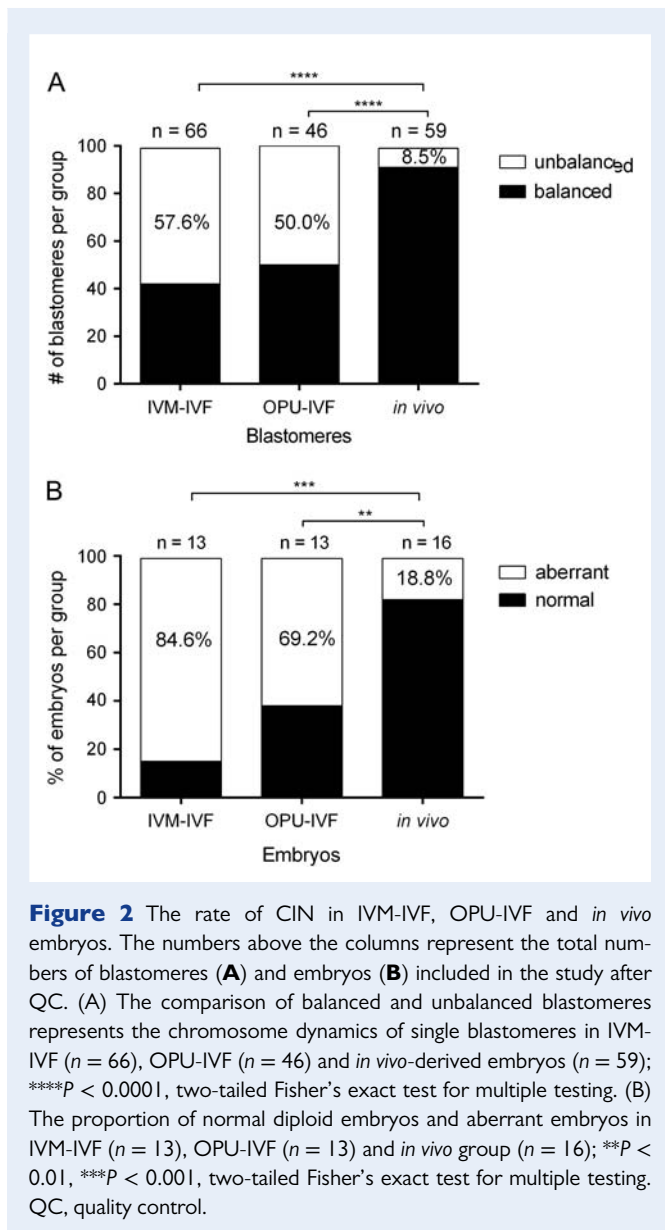 A
****
****
n = 66 n = 46 n = 59
# of blastomeres per group
100
80
60
40
20
0
57.6%
50.0%
8.5%
unbalanced
balanced
IVM-IVF OPU-IVF in vivo
Blastomeres
B
***
**
n = 13 n = 13 n = 16
% of embryos per group
100
80
60
40
20
0
84.6%
69.2%
18.8%
aberrant
normal
IVM-IVF OPU-IVF in vivo
Embryos
Figure 2 The rate of CIN in IVM-IVF, OPU-IVF and in vivo
embryos. The numbers above the columns represent the total num-
bers of blastomeres (A) and embryos (B) included in the study after
QC. (A) The comparison of balanced and unbalanced blastomeres
represents the chromosome dynamics of single blastomeres in IVM-
IVF (n = 66), OPU-IVF (n = 46) and in vivo-derived embryos (n = 59);
****P < 0.0001, two-tailed Fisher's exact test for multiple testing. (B)
The proportion of normal diploid embryos and aberrant embryos in
IVM-IVF (n = 13), OPU-IVF (n = 13) and in vivo group (n = 16); **P <
0.01, ***P < 0.001, two-tailed Fisher's exact test for multiple testing.
QC, quality control.